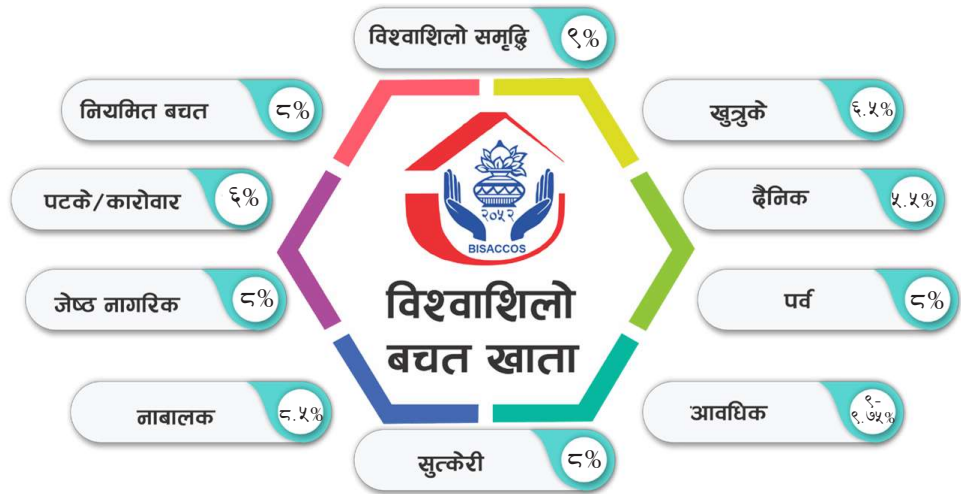 विश्वाशिलो समृद्धि ९%
नियमित बचत ८%
खुत्रुके ६.५%
पटके/कारोवार ६%
दैनिक ५.५%
२०५२
BISACCOS
जेष्ठ नागरिक ८%
पर्व ८%
विश्वाशिलो
बचत खाता
नाबालक ८.५%
आवधिक ९-
९.७५%
सुत्केरी ८%